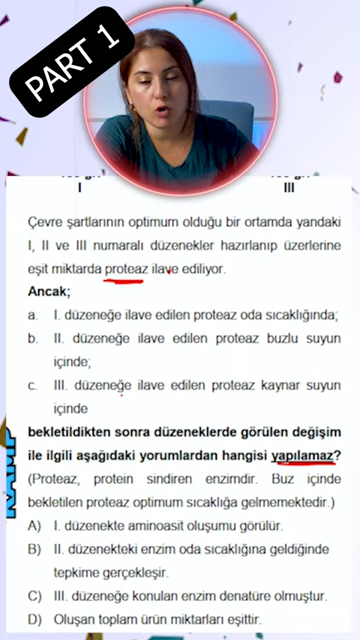 PART 1
I III
Çevre şartlarının optimum olduğu bir ortamda yandaki
I, II ve III numaralı düzenekler hazırlanıp üzerlerine
eşit miktarda proteaz ilave ediliyor.
Ancak;
a. I. düzeneğe ilave edilen proteaz oda sıcaklığında;
b. II. düzeneğe ilave edilen proteaz buzlu suyun
içinde;
c. III. düzeneğe ilave edilen proteaz kaynar suyun
içinde
bekletildikten sonra düzeneklerde görülen değişim
ile ilgili aşağıdaki yorumlardan hangisi yapılamaz?
(Proteaz, protein sindiren enzimdir. Buz içinde
bekletilen proteaz optimum sıcaklığa gelmemektedir.)
A) I. düzenekte aminoasit oluşumu görülür.
B) II. düzenekteki enzim oda sıcaklığına geldiğinde
tepkime gerçekleşir.
C) III. düzeneğe konulan enzim denatüre olmuştur.
D) Oluşan toplam ürün miktarları eşittir.
KAMP